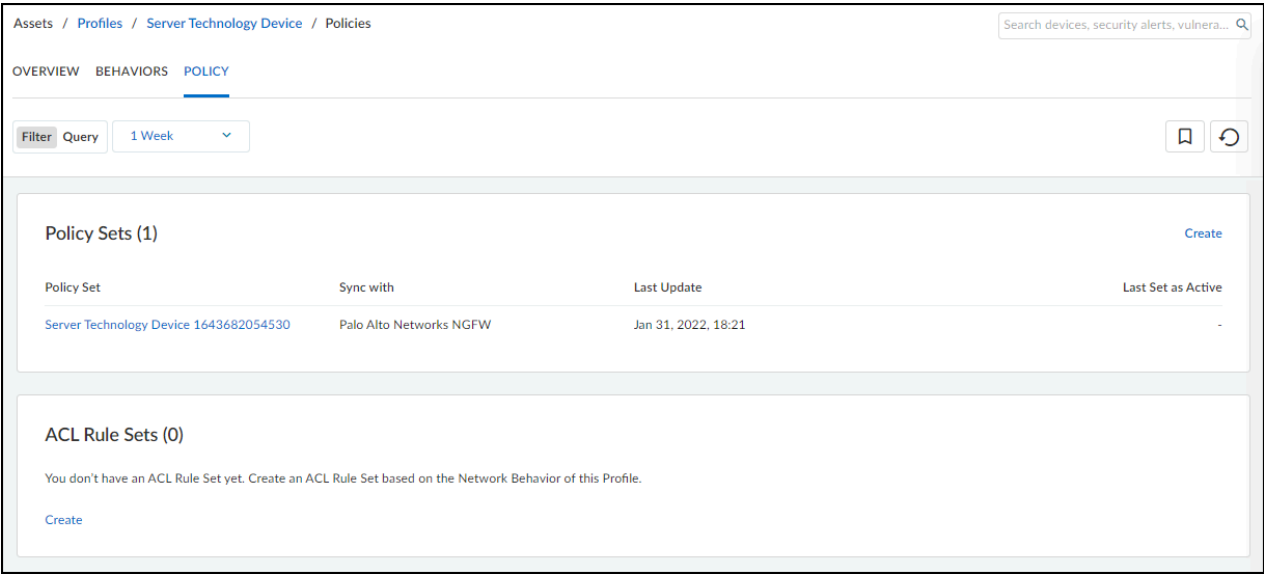 Assets / Profiles / Server Technology Device / Policies
Search devices, security alerts, vulnera...
OVERVIEW BEHAVIORS POLICY
Filter Query 1 Week
Policy Sets (1)
Create
Policy Set Sync with Last Update Last Set as Active
Server Technology Device 1643682054530 Palo Alto Networks NGFW Jan 31, 2022, 18:21 -
ACL Rule Sets (0)
You don't have an ACL Rule Set yet. Create an ACL Rule Set based on the Network Behavior of this Profile.
Create